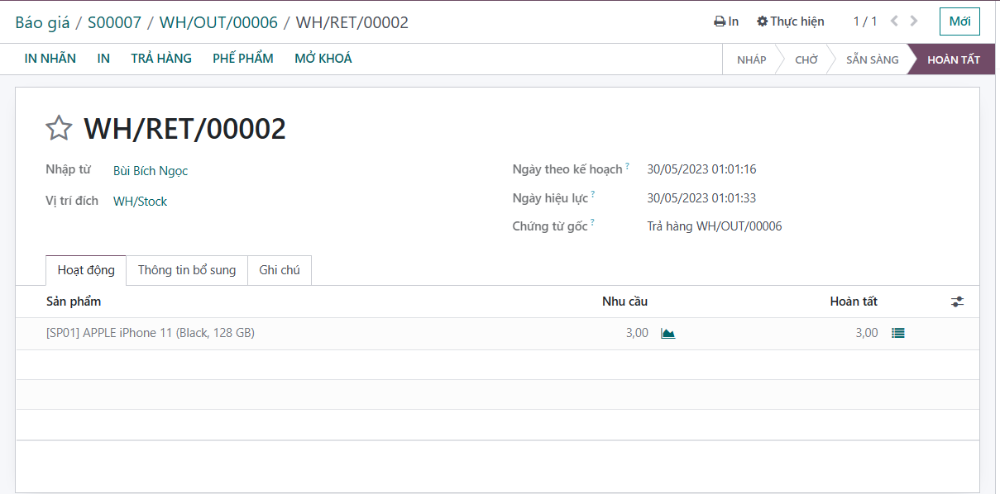 Báo giá / S00007 / WH/OUT/00006 / WH/RET/00002
In Thực hiện 1 / 1 Mới
IN NHÃN IN TRẢ HÀNG PHẾ PHẨM MỞ KHOÁ
NHÁP CHỜ SẴN SÀNG HOÀN TẤT
WH/RET/00002
Nhập từ Bùi Bích Ngọc
Vị trí đích WH/Stock
Ngày theo kế hoạch ? 30/05/2023 01:01:16
Ngày hiệu lực ? 30/05/2023 01:01:33
Chứng từ gốc ? Trả hàng WH/OUT/00006
Hoạt động Thông tin bổ sung Ghi chú
Sản phẩm Nhu cầu Hoàn tất
[SP01] APPLE iPhone 11 (Black, 128 GB) 3,00 3,00